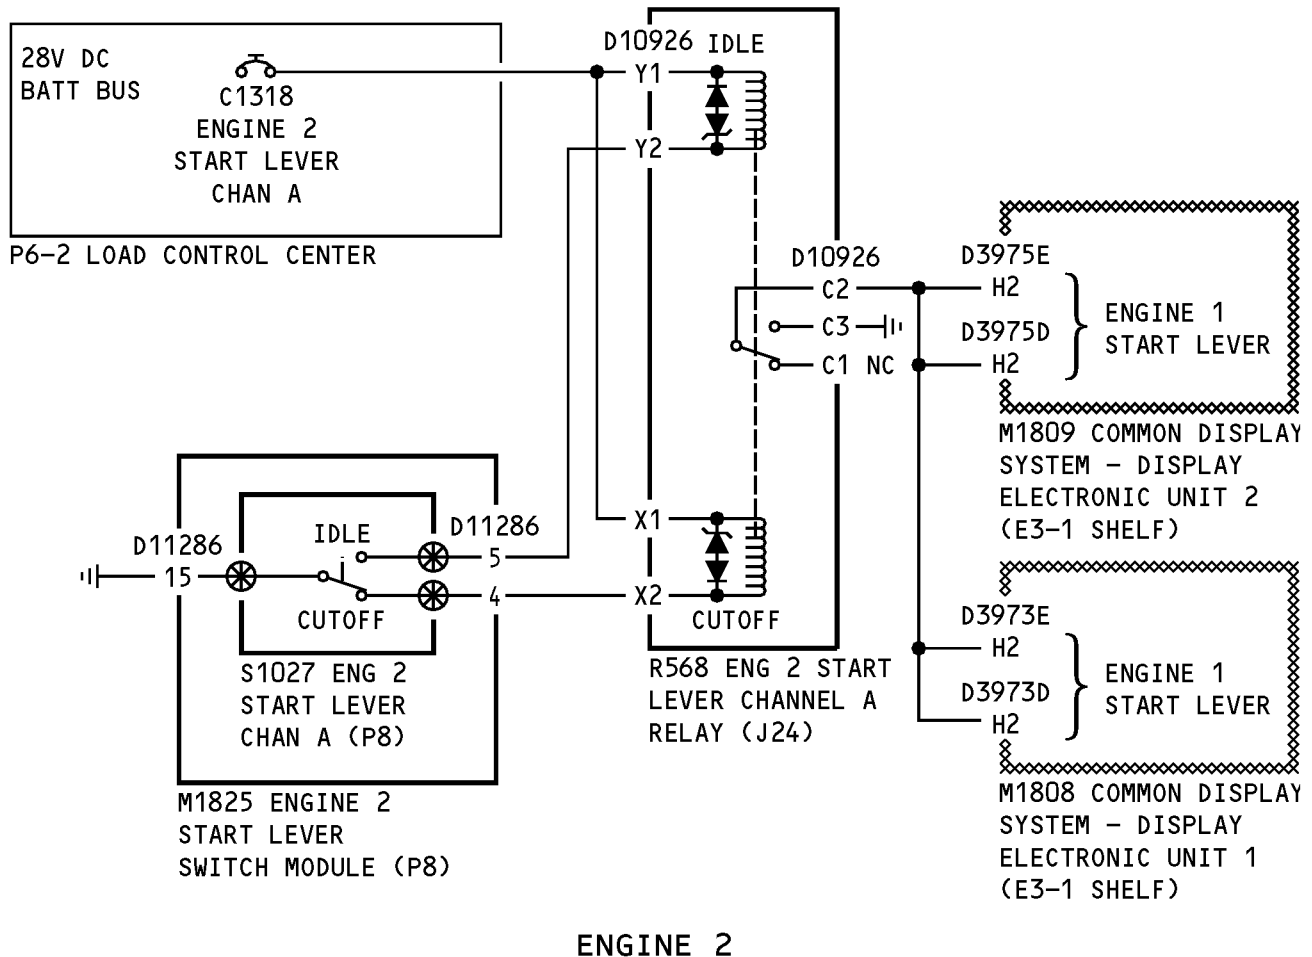 28V DC
BATT BUS
C1318
ENGINE 2
START LEVER
CHAN A
P6-2 LOAD CONTROL CENTER
D10926 IDLE
Y1
Y2
D10926
C2
C3
C1 NC
X1
X2
CUTOFF
R568 ENG 2 START
LEVER CHANNEL A
RELAY (J24)
D11286
15
IDLE
CUTOFF
D11286
5
4
S1027 ENG 2
START LEVER
CHAN A (P8)
M1825 ENGINE 2
START LEVER
SWITCH MODULE (P8)
D3975E
H2
D3975D
H2
ENGINE 1
START LEVER
M1809 COMMON DISPLAY
SYSTEM - DISPLAY
ELECTRONIC UNIT 2
(E3-1 SHELF)
D3973E
H2
D3973D
H2
ENGINE 1
START LEVER
M1808 COMMON DISPLAY
SYSTEM - DISPLAY
ELECTRONIC UNIT 1
(E3-1 SHELF)
ENGINE 2